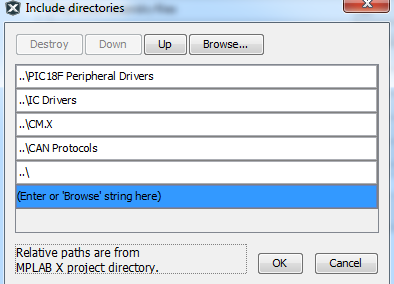 Include directories
Destroy Down Up Browse...
..\PIC18F Peripheral Drivers
..\IC Drivers
..\CM.X
..\CAN Protocols
..\
(Enter or 'Browse' string here)
Relative paths are from
MPLAB X project directory.
OK Cancel